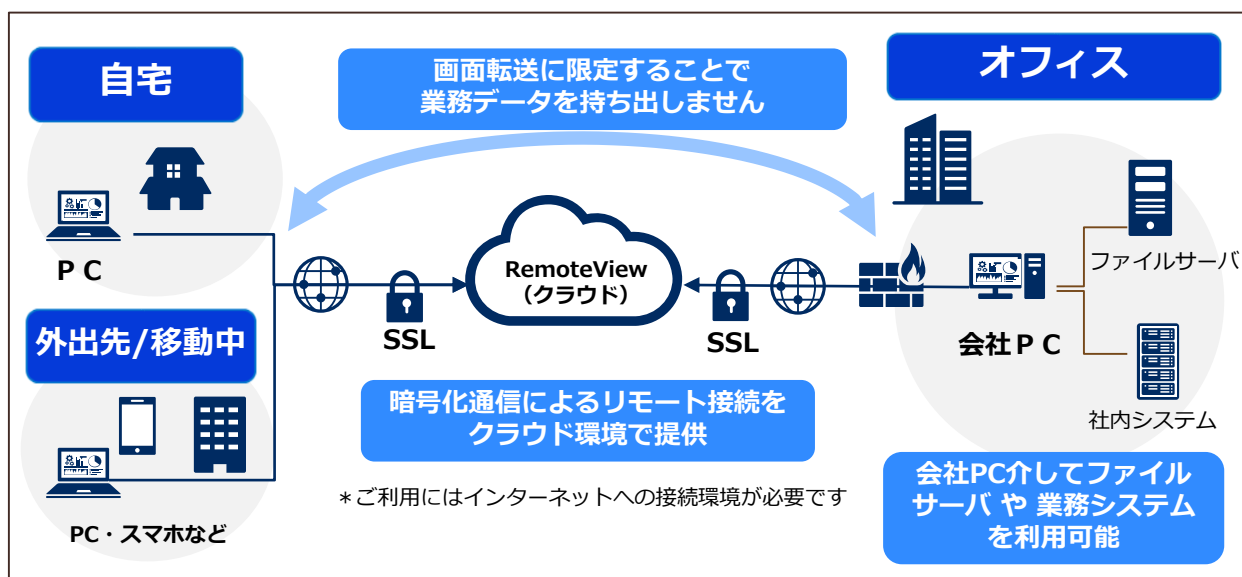 自宅
画面転送に限定することで
業務データを持ち出しません
オフィス
ＰＣ
RemoteView
（クラウド）
ファイルサーバ
SSL
SSL
会社ＰＣ
外出先/移動中
暗号化通信によるリモート接続を
クラウド環境で提供
社内システム
PC・スマホなど
＊ご利用にはインターネットへの接続環境が必要です
会社PC介してファイル
サーバ や 業務システム
を利用可能